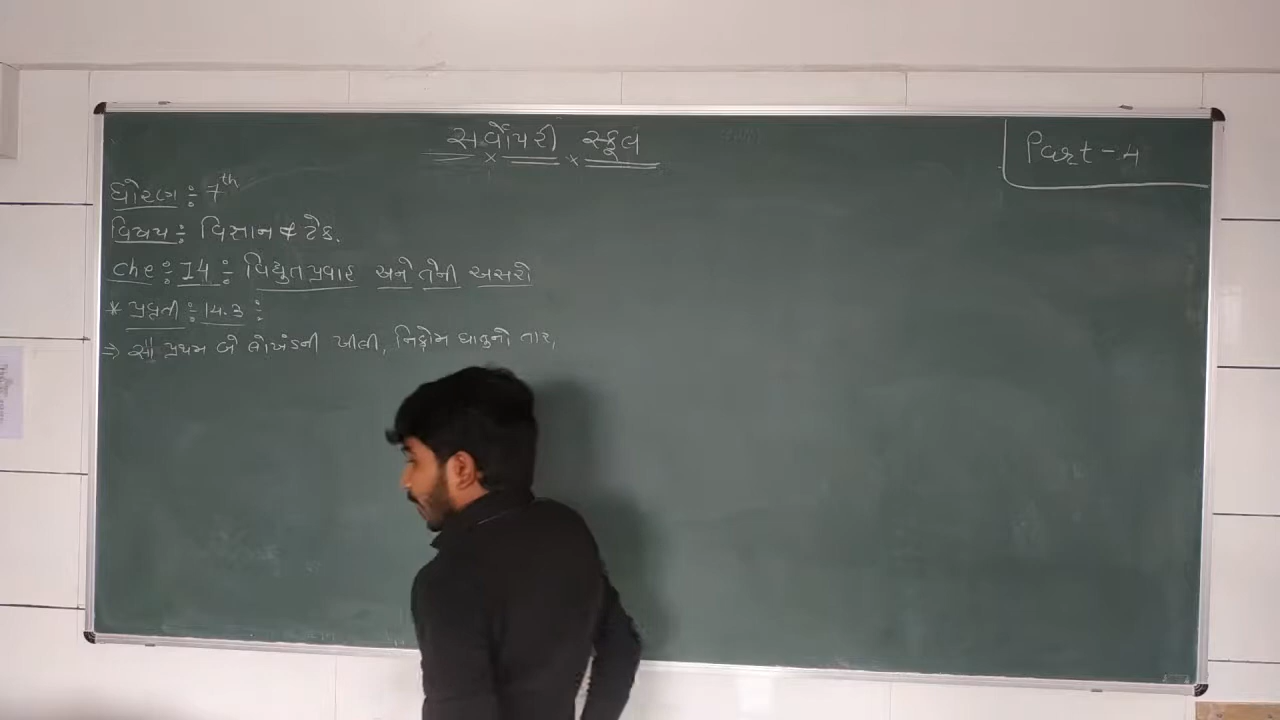 સર્વોપરી સ્કૂલ
Part - 4
ધોરણ : 7th
વિષય : વિજ્ઞાન & ટેક.
che : 14 : વિદ્યુતપ્રવાહ અને તેની અસરો
* પ્રવૃતી : 14.3 :
⇒ સૌ પ્રથમ બે લોખંડની ખીલી, નિક્રોમ ધાતુનો તાર,